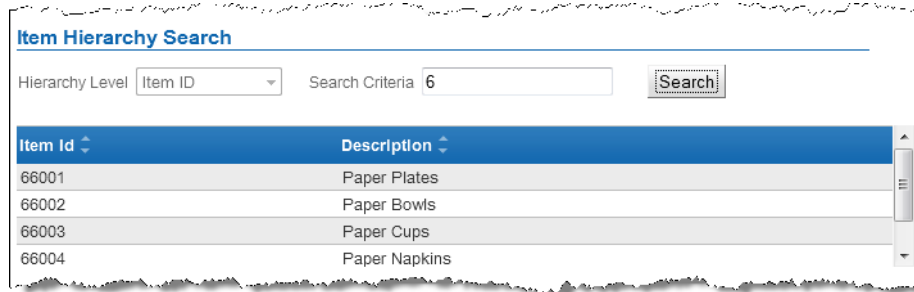 Item Hierarchy Search
Hierarchy Level Item ID Search Criteria 6 Search
Item Id Description
66001 Paper Plates
66002 Paper Bowls
66003 Paper Cups
66004 Paper Napkins